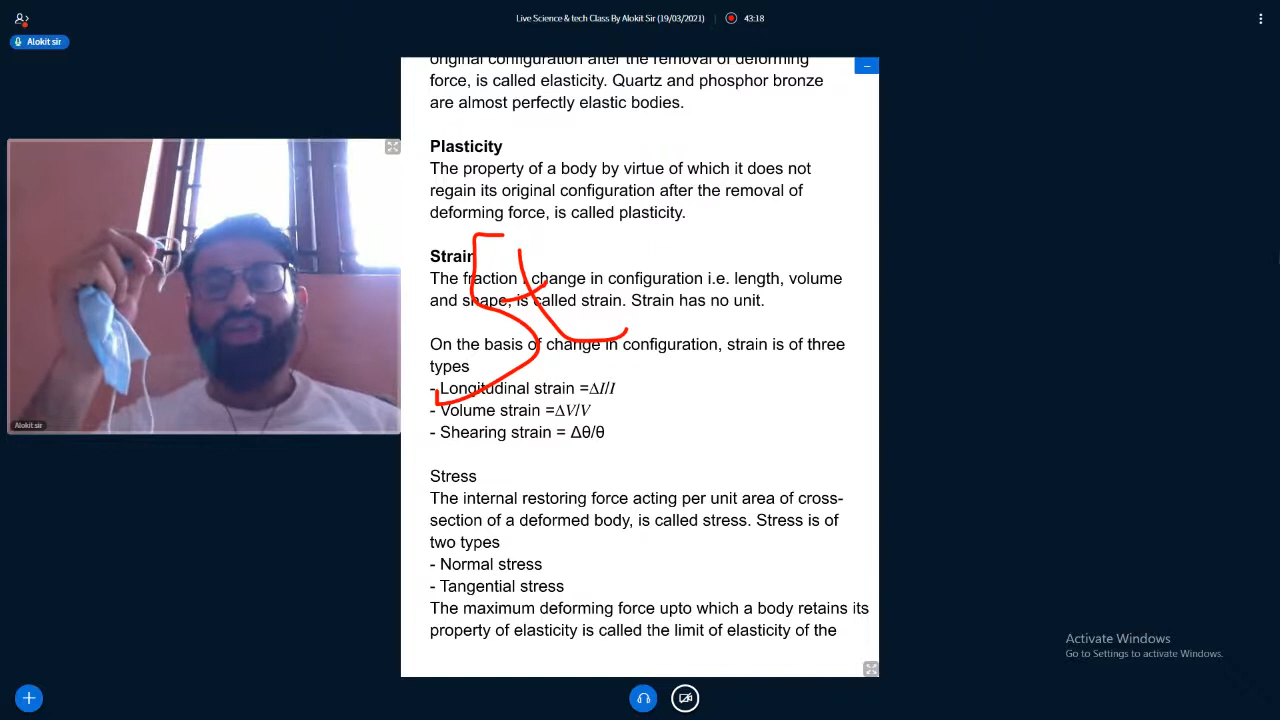 Live Science & tech Class By Alokit Sir (19/03/2021)
43:18
Alokit sir
original configuration after the removal of deforming
force, is called elasticity. Quartz and phosphor bronze
are almost perfectly elastic bodies.
Plasticity
The property of a body by virtue of which it does not
regain its original configuration after the removal of
deforming force, is called plasticity.
Strain
The fraction change in configuration i.e. length, volume
and shape, is called strain. Strain has no unit.
On the basis of change in configuration, strain is of three
types
- Longitudinal strain =ΔI/I
- Volume strain =ΔV/V
- Shearing strain = Δθ/θ
Stress
The internal restoring force acting per unit area of cross-
section of a deformed body, is called stress. Stress is of
two types
- Normal stress
- Tangential stress
The maximum deforming force upto which a body retains its
property of elasticity is called the limit of elasticity of the
Alokit sir
Activate Windows
Go to Settings to activate Windows.